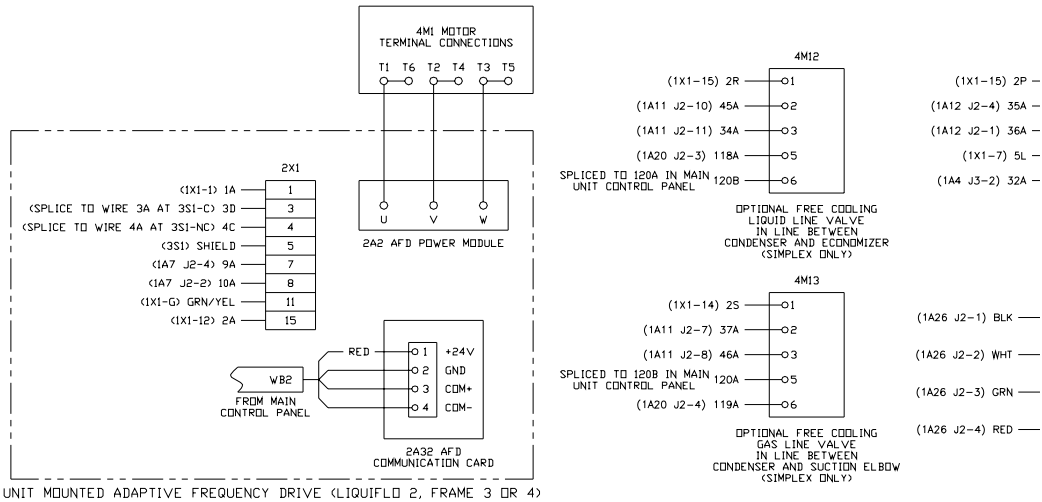 4M1 MOTOR
TERMINAL CONNECTIONS
T1 T6 T2 T4 T3 T5
U V W
2A2 AFD POWER MODULE
2X1
(1X1-1) 1A 1
(SPLICE TO WIRE 3A AT 3S1-C) 3D 3
(SPLICE TO WIRE 4A AT 3S1-NC) 4C 4
(3S1) SHIELD 5
(1A7 J2-4) 9A 7
(1A7 J2-2) 10A 8
(1X1-G) GRN/YEL 11
(1X1-12) 2A 15
RED 1 +24V
2 GND
3 COM+
4 COM-
WB2
FROM MAIN
CONTROL PANEL
2A32 AFD
COMMUNICATION CARD
UNIT MOUNTED ADAPTIVE FREQUENCY DRIVE (LIQUIFLO 2, FRAME 3 OR 4)
4M12
(1X1-15) 2R 1
(1A11 J2-10) 45A 2
(1A11 J2-11) 34A 3
(1A20 J2-3) 118A 5
SPLICED TO 120A IN MAIN
UNIT CONTROL PANEL
120B 6
OPTIONAL FREE COOLING
LIQUID LINE VALVE
IN LINE BETWEEN
CONDENSER AND ECONOMIZER
(SIMPLEX ONLY)
4M13
(1X1-14) 2S 1
(1A11 J2-7) 37A 2
(1A11 J2-8) 46A 3
SPLICED TO 120B IN MAIN
UNIT CONTROL PANEL
120A 5
(1A20 J2-4) 119A 6
OPTIONAL FREE COOLING
GAS LINE VALVE
IN LINE BETWEEN
CONDENSER AND SUCTION ELBOW
(SIMPLEX ONLY)
(1X1-15) 2P
(1A12 J2-4) 35A
(1A12 J2-1) 36A
(1X1-7) 5L
(1A4 J3-2) 32A
(1A26 J2-1) BLK
(1A26 J2-2) WHT
(1A26 J2-3) GRN
(1A26 J2-4) RED